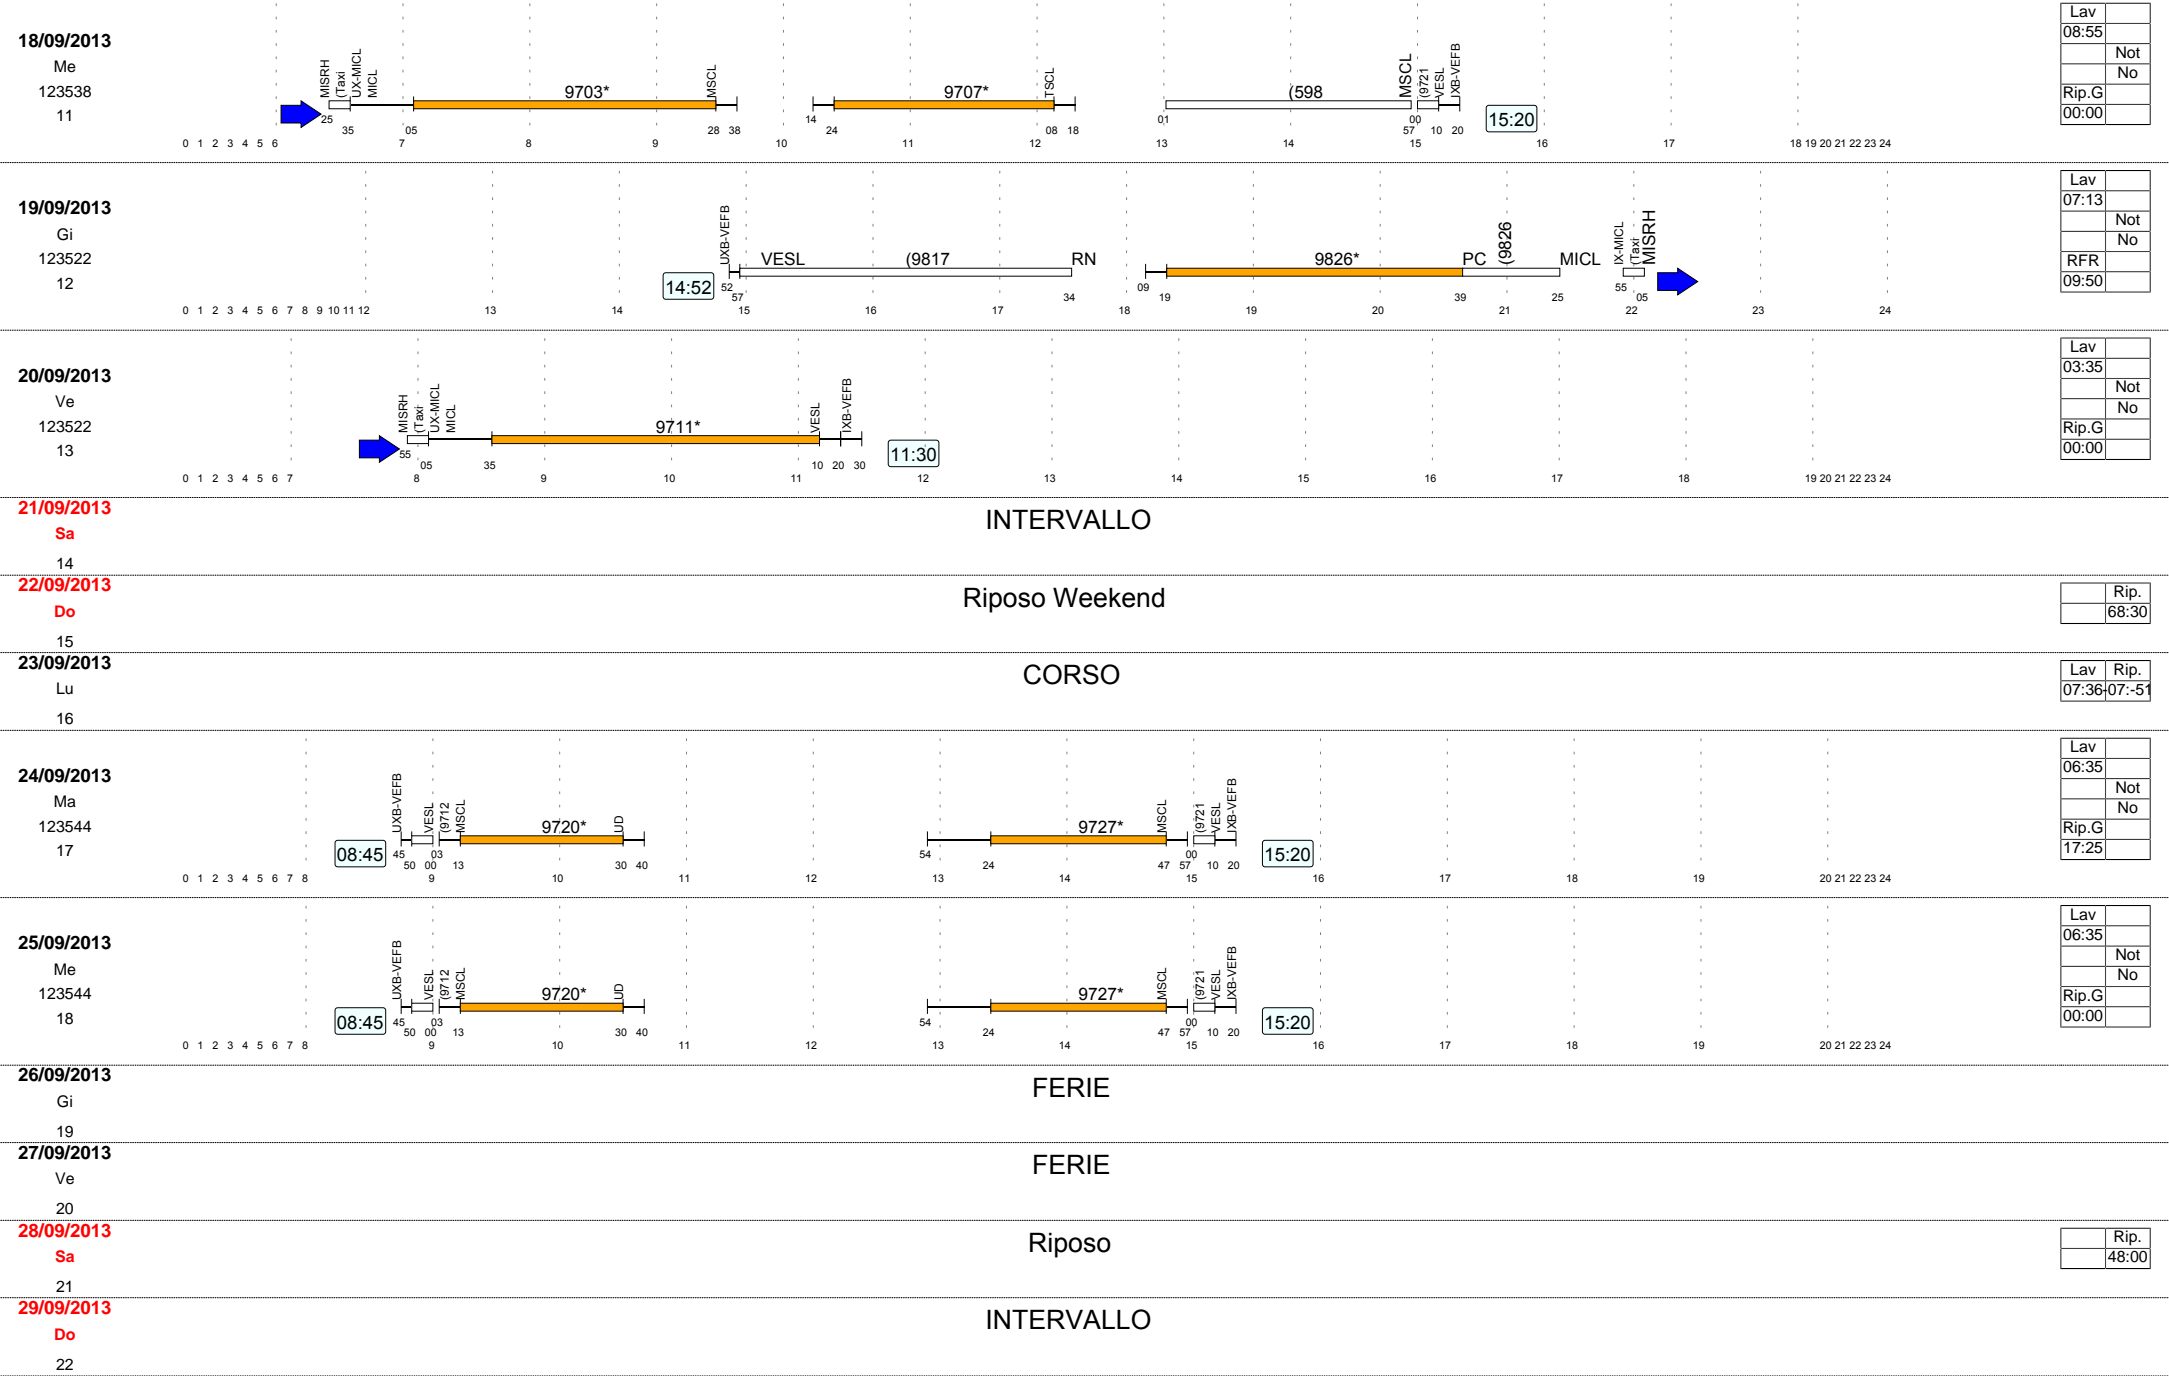 18/09/2013
Me
123538
11
MISRH
(Taxi
UX-MICL
MICL
9703*
MSCL
9707*
TSCL
(598
MSCL
(9721
VESL
IXB-VEFB
25 35 05 28 38 14 24 08 18 01 57 00 10 20
15:20
0 1 2 3 4 5 6 7 8 9 10 11 12 13 14 15 16 17 18 19 20 21 22 23 24
Lav
08:55
Not
No
Rip.G
00:00
19/09/2013
Gi
123522
12
14:52
UXB-VEFB
VESL
(9817
RN
9826*
PC
(9826
MICL
IX-MICL
(Taxi
MISRH
52 57 34 09 19 39 25 55 05
0 1 2 3 4 5 6 7 8 9 10 11 12 13 14 15 16 17 18 19 20 21 22 23 24
Lav
07:13
Not
No
RFR
09:50
20/09/2013
Ve
123522
13
MISRH
(Taxi
UX-MICL
MICL
9711*
VESL
IXB-VEFB
55 05 35 10 20 30
11:30
0 1 2 3 4 5 6 7 8 9 10 11 12 13 14 15 16 17 18 19 20 21 22 23 24
Lav
03:35
Not
No
Rip.G
00:00
21/09/2013
Sa
14
INTERVALLO
22/09/2013
Do
15
Riposo Weekend
Rip.
68:30
23/09/2013
Lu
16
CORSO
Lav Rip.
07:36 -07:-51
24/09/2013
Ma
123544
17
08:45
UXB-VEFB
VESL
(9712
MSCL
9720*
UD
9727*
MSCL
(9721
VESL
IXB-VEFB
45 50 00 03 13 30 40 54 24 47 57 00 10 20
15:20
0 1 2 3 4 5 6 7 8 9 10 11 12 13 14 15 16 17 18 19 20 21 22 23 24
Lav
06:35
Not
No
Rip.G
17:25
25/09/2013
Me
123544
18
08:45
UXB-VEFB
VESL
(9712
MSCL
9720*
UD
9727*
MSCL
(9721
VESL
IXB-VEFB
45 50 00 03 13 30 40 54 24 47 57 00 10 20
15:20
0 1 2 3 4 5 6 7 8 9 10 11 12 13 14 15 16 17 18 19 20 21 22 23 24
Lav
06:35
Not
No
Rip.G
00:00
26/09/2013
Gi
19
FERIE
27/09/2013
Ve
20
FERIE
28/09/2013
Sa
21
Riposo
Rip.
48:00
29/09/2013
Do
22
INTERVALLO